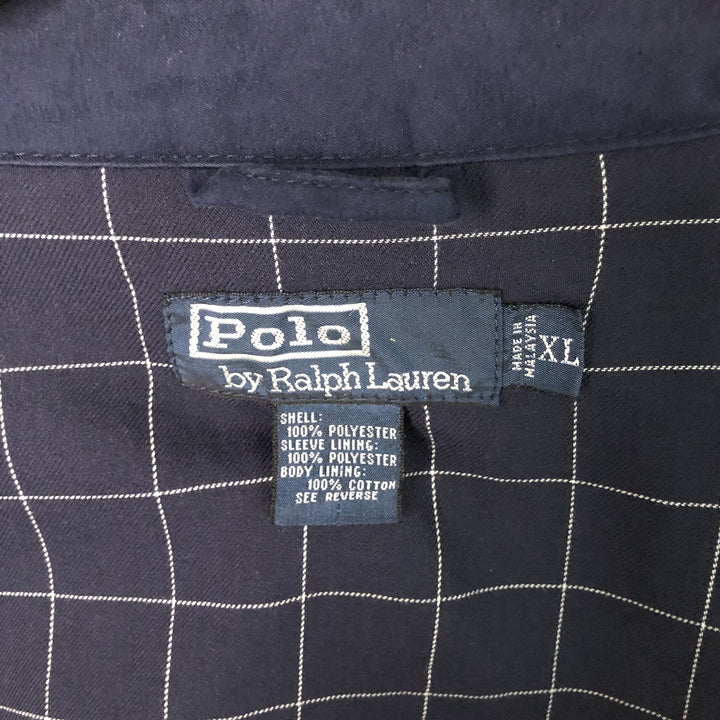 Polo
by Ralph Lauren
MADE IN
MALAYSIA
XL
SHELL:
100% POLYESTER
SLEEVE LINING:
100% POLYESTER
BODY LINING:
100% COTTON
SEE REVERSE